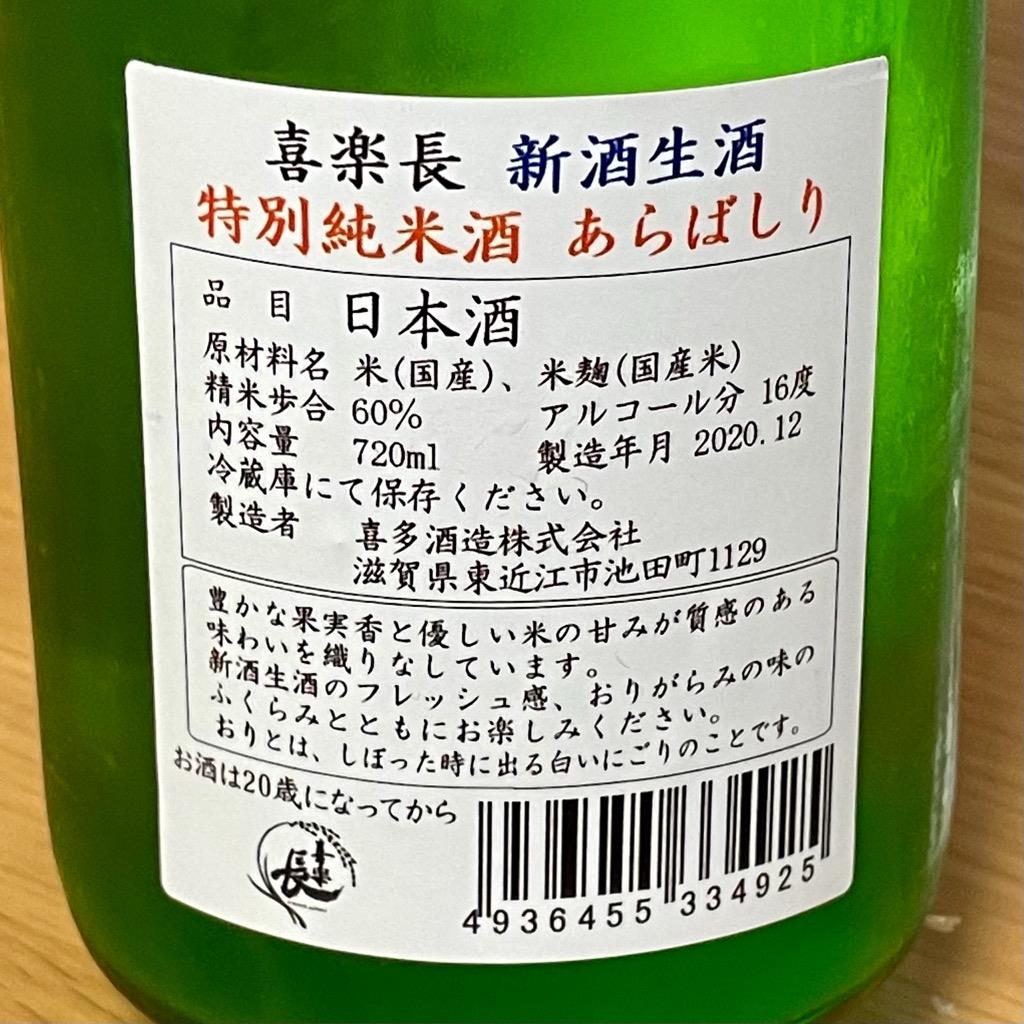 喜楽長 新酒生酒
特別純米酒 あらばしり
品目 日本酒
原材料名 米(国産)、米麹(国産米)
精米歩合 60% アルコール分 16度
内容量 720ml 製造年月 2020.12
冷蔵庫にて保存ください。
製造者 喜多酒造株式会社
滋賀県東近江市池田町1129
豊かな果実香と優しい米の甘みが質感のある
味わいを織りなしています。
新酒生酒のフレッシュ感、おりがらみの味の
ふくらみとともにお楽しみください。
おりとは、しぼった時に出る白いにごりのことです。
お酒は20歳になってから
喜楽長
4936455334925